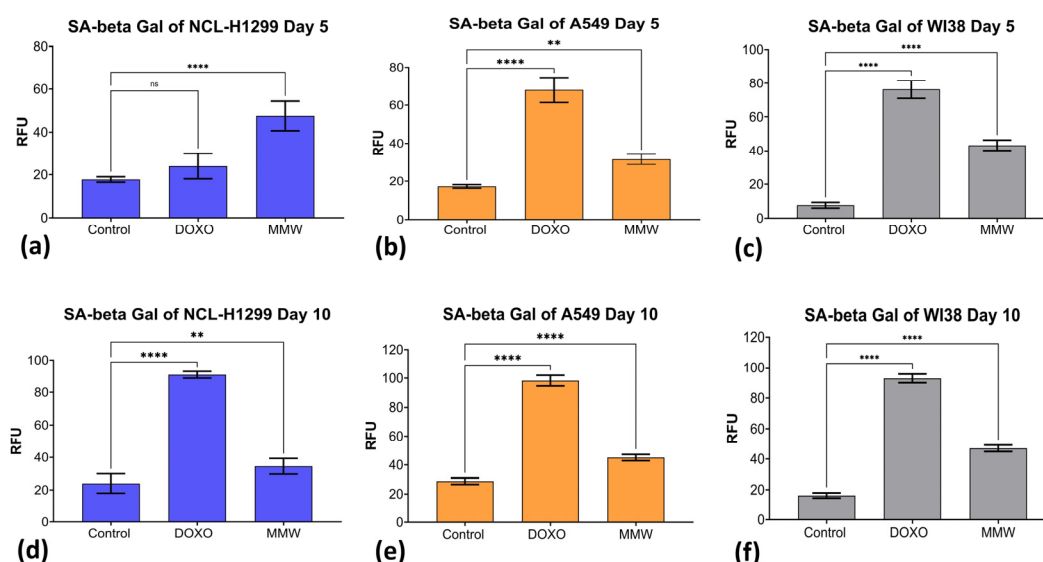 SA-beta Gal of NCL-H1299 Day 5
80
60
40
20
0
RFU
****
ns
Control DOXO MMW
(a)
SA-beta Gal of A549 Day 5
80
60
40
20
0
RFU
**
****
Control DOXO MMW
(b)
SA-beta Gal of WI38 Day 5
100
80
60
40
20
0
RFU
****
****
Control DOXO MMW
(c)
SA-beta Gal of NCL-H1299 Day 10
100
80
60
40
20
0
RFU
**
****
Control DOXO MMW
(d)
SA-beta Gal of A549 Day 10
120
100
80
60
40
20
0
RFU
****
****
Control DOXO MMW
(e)
SA-beta Gal of WI38 Day 10
120
100
80
60
40
20
0
RFU
****
****
Control DOXO MMW
(f)